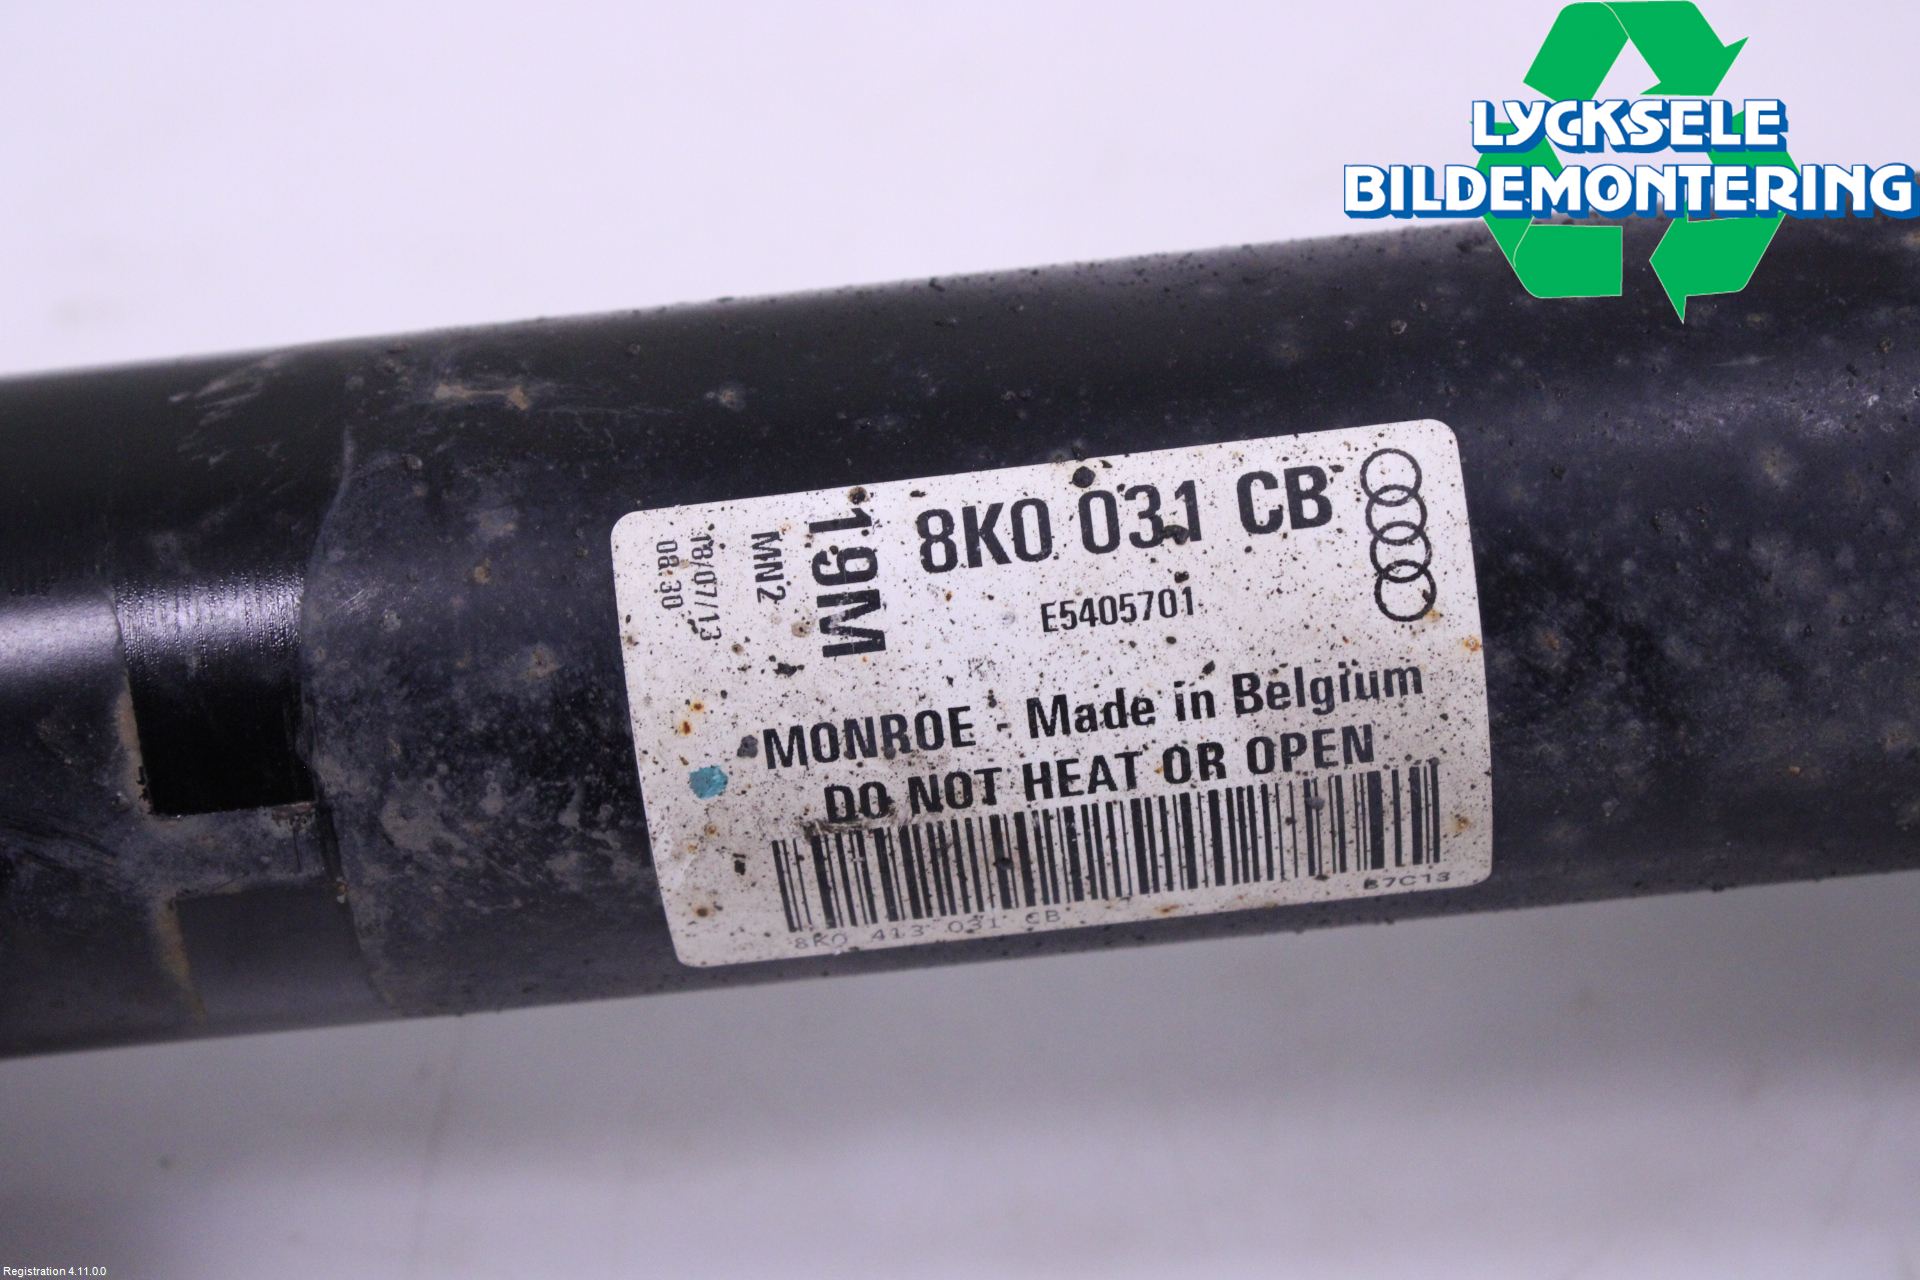 LYCKSELE
BILDEMONTERING
8K0 031 CB
E5405701
19M
MN2
18/07/13
08:30
MONROE - Made in Belgium
DO NOT HEAT OR OPEN
8K0 413 031 CB
Registration 4.11.0.0